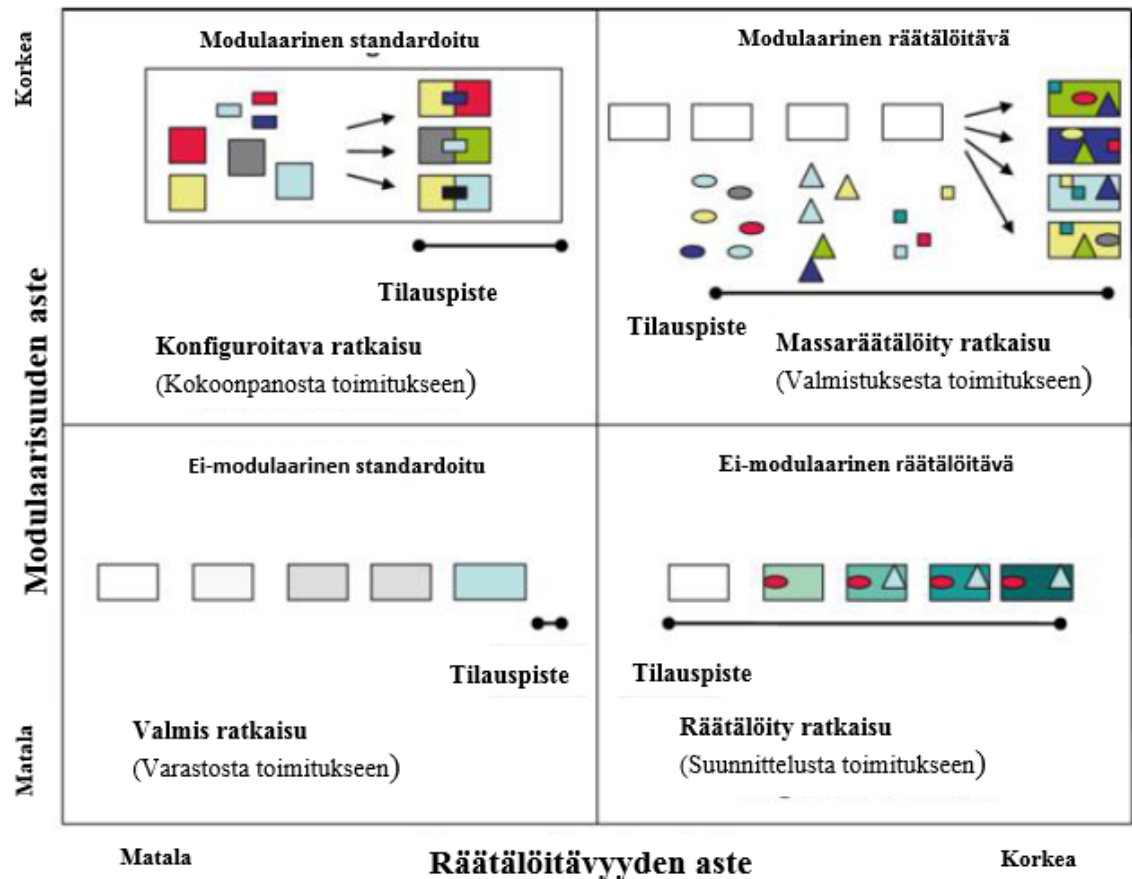 Korkea
Modulaarisuuden aste
Matala
Modulaarinen standardoitu
Tilauspiste
Konfiguroitava ratkaisu
(Kokoonpanosta toimitukseen)
Modulaarinen räätälöitävä
Tilauspiste
Massaräätälöity ratkaisu
(Valmistuksesta toimitukseen)
Ei-modulaarinen standardoitu
Tilauspiste
Valmis ratkaisu
(Varastosta toimitukseen)
Ei-modulaarinen räätälöitävä
Tilauspiste
Räätälöity ratkaisu
(Suunnittelusta toimitukseen)
Matala
Räätälöitävyyden aste
Korkea